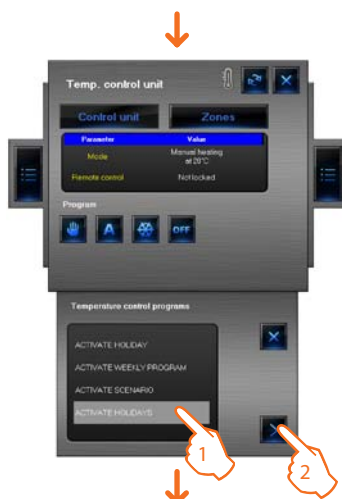 Temp. control unit
Control unit Zones
Parameter Value
Mode Manual heating
at 28°C
Remote control Not locked
Program
A OFF
Temperature control programs
ACTIVATE HOLIDAY
ACTIVATE WEEKLY PROGRAM
ACTIVATE SCENARIO
ACTIVATE HOLIDAYS
1
2